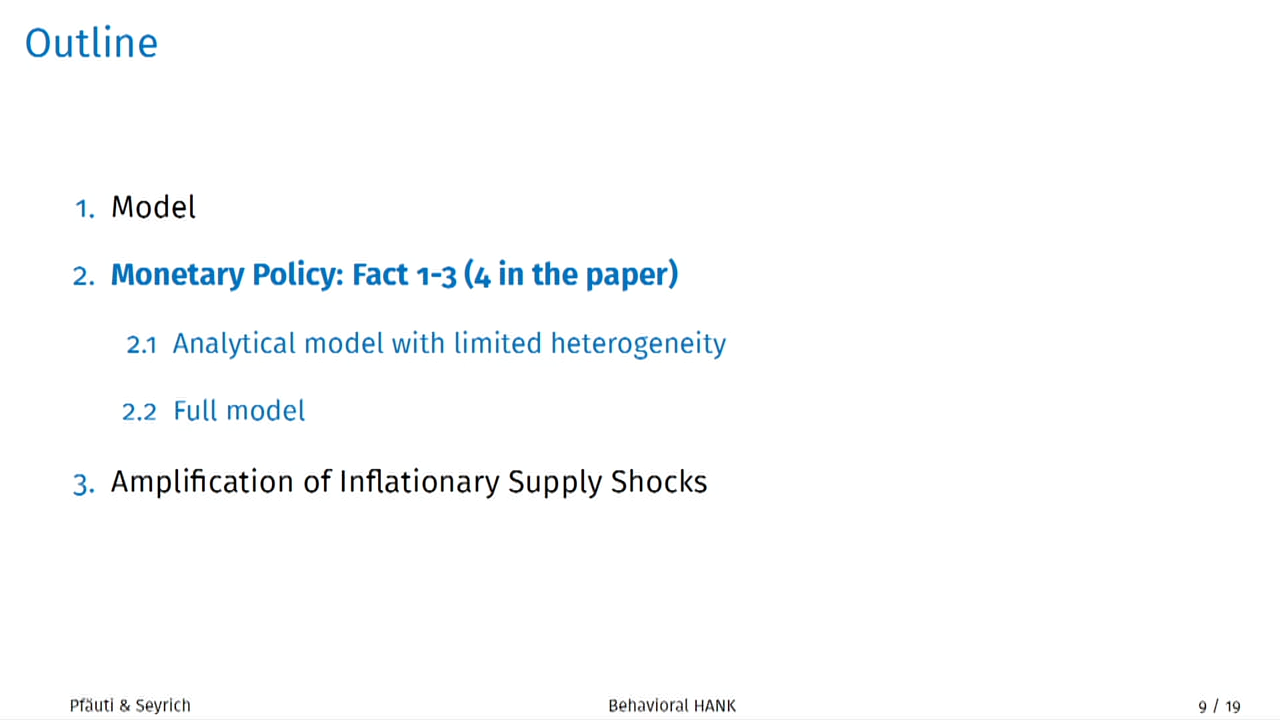 Outline
1. Model
2. Monetary Policy: Fact 1-3 (4 in the paper)
2.1 Analytical model with limited heterogeneity
2.2 Full model
3. Amplification of Inflationary Supply Shocks
Pfäuti & Seyrich Behavioral HANK 9 / 19